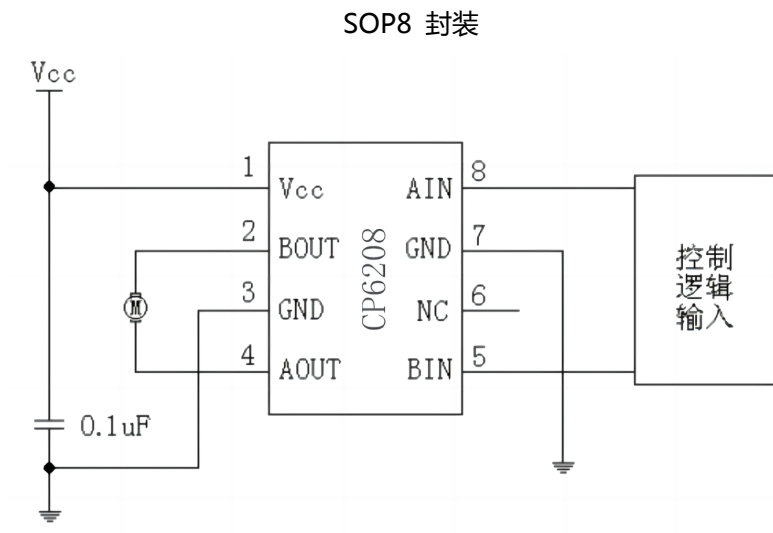 SOP8 封装
Vcc
1
Vcc
AIN
8
2
BOUT
GND
7
CP6208
控制
逻辑
输入
M
3
GND
NC
6
4
AOUT
BIN
5
0.1uF